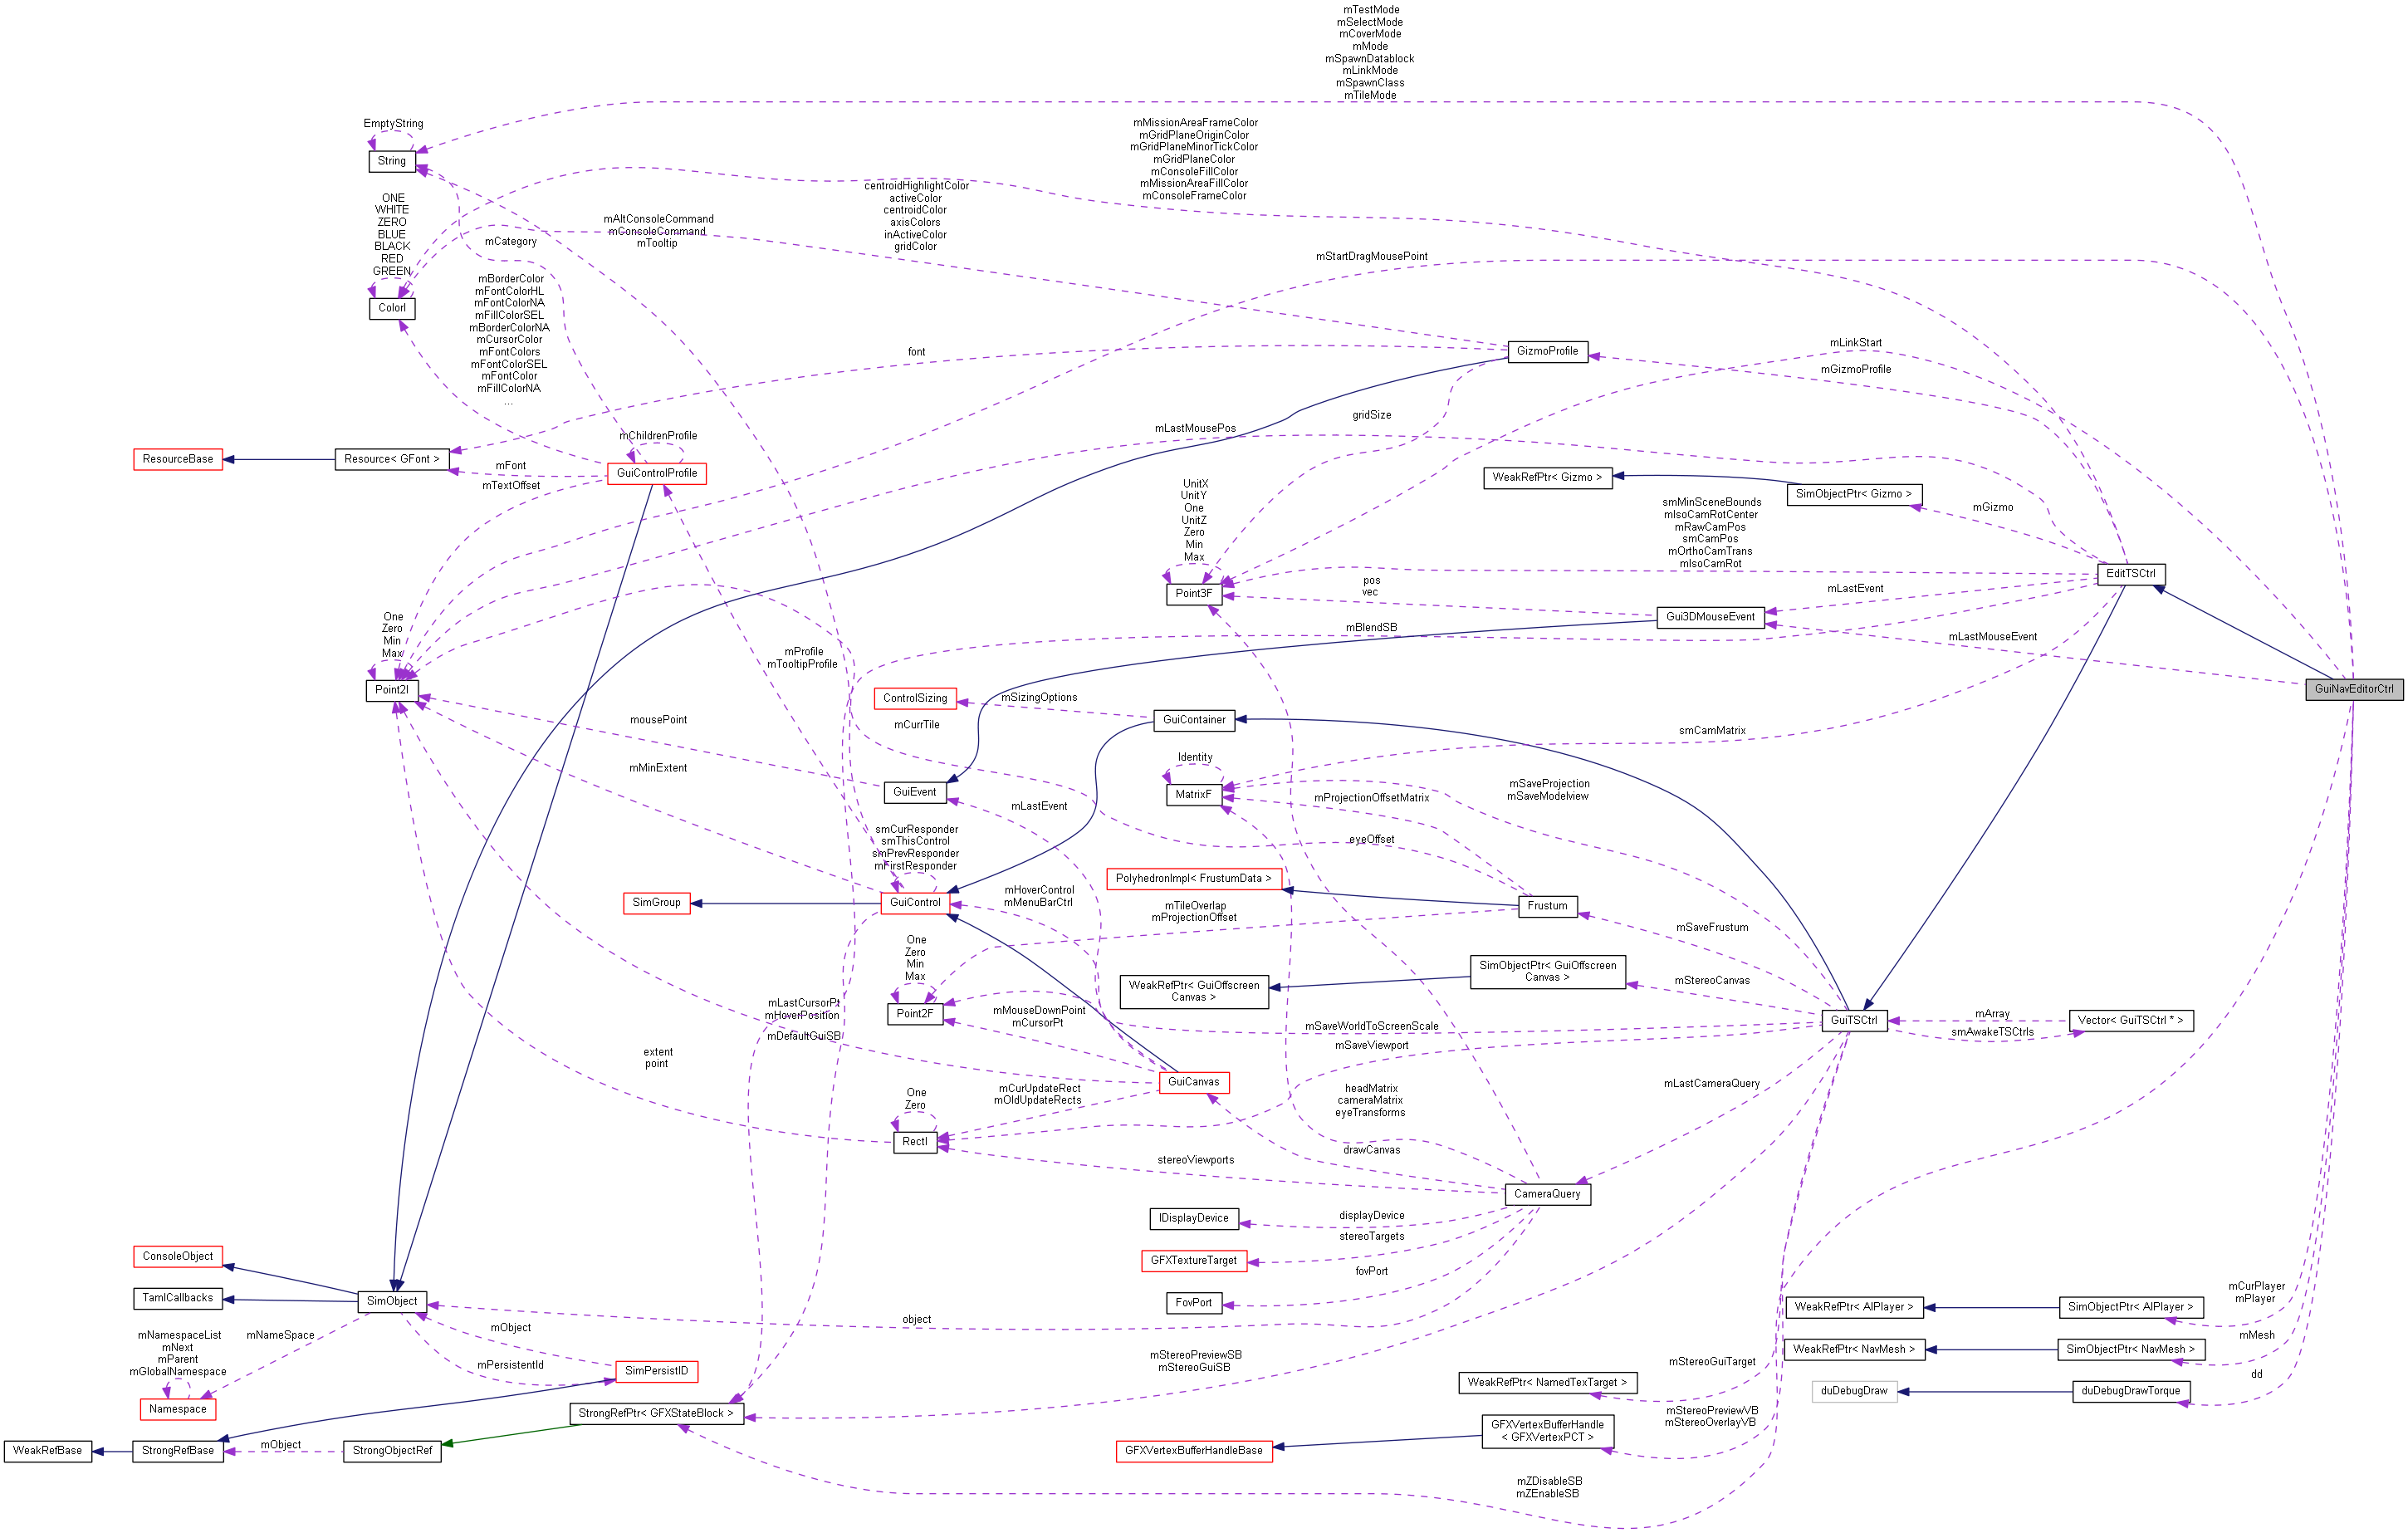 mTestMode
mSelectMode
mCoverMode
mMode
mSpawnDatablock
mLinkMode
mSpawnClass
mTileMode
EmptyString
String
mMissionAreaFrameColor
mGridPlaneOriginColor
mGridPlaneMinorTickColor
mGridPlaneColor
mConsoleFillColor
mMissionAreaFillColor
mConsoleFrameColor
centroidHighlightColor
activeColor
centroidColor
axisColors
inActiveColor
gridColor
mAltConsoleCommand
mConsoleCommand
mTooltip
ONE
WHITE
ZERO
BLUE
BLACK
RED
GREEN
ColorI
mCategory
mStartDragMousePoint
mBorderColor
mFontColorHL
mFontColorNA
mFillColorSEL
mBorderColorNA
mCursorColor
mFontColors
mFontColorSEL
mFontColor
mFillColorNA
...
font
GizmoProfile
mLinkStart
mGizmoProfile
gridSize
mLastMousePos
mChildrenProfile
ResourceBase
Resource< GFont >
mFont
GuiControlProfile
mTextOffset
WeakRefPtr< Gizmo >
SimObjectPtr< Gizmo >
mGizmo
UnitX
UnitY
One
UnitZ
Zero
Min
Max
Point3F
smMinSceneBounds
mIsoCamRotCenter
mRawCamPos
smCamPos
mOrthoCamTrans
mIsoCamRot
EditTSCtrl
pos
vec
mLastEvent
Gui3DMouseEvent
mBlendSB
mLastMouseEvent
One
Zero
Min
Max
Point2I
mProfile
mTooltipProfile
GuiNavEditorCtrl
ControlSizing
mSizingOptions
GuiContainer
mousePoint
mCurrTile
smCamMatrix
mMinExtent
GuiEvent
Identity
MatrixF
mSaveProjection
mSaveModelview
mLastEvent
mProjectionOffsetMatrix
smCurResponder
smThisControl
smPrevResponder
mFirstResponder
eyeOffset
PolyhedronImpl< FrustumData >
SimGroup
GuiControl
mHoverControl
mMenuBarCtrl
mTileOverlap
mProjectionOffset
Frustum
mSaveFrustum
One
Zero
Min
Max
Point2F
WeakRefPtr< GuiOffscreen
Canvas >
SimObjectPtr< GuiOffscreen
Canvas >
mStereoCanvas
mLastCursorPt
mHoverPosition
mDefaultGuiSB
mMouseDownPoint
mCursorPt
mSaveWorldToScreenScale
mSaveViewport
GuiTSCtrl
mArray
smAwakeTSCtrls
Vector< GuiTSCtrl * >
extent
point
GuiCanvas
mCurUpdateRect
mOldUpdateRects
One
Zero
RectI
headMatrix
cameraMatrix
eyeTransforms
mLastCameraQuery
drawCanvas
stereoViewports
CameraQuery
IDisplayDevice
displayDevice
stereoTargets
GFXTextureTarget
fovPort
FovPort
ConsoleObject
TamlCallbacks
SimObject
object
mNamespaceList
mNext
mParent
mGlobalNamespace
mNameSpace
mObject
mPersistentId
SimPersistID
Namespace
mStereoPreviewSB
mStereoGuiSB
mCurPlayer
mPlayer
WeakRefPtr< AIPlayer >
SimObjectPtr< AIPlayer >
mMesh
WeakRefPtr< NavMesh >
SimObjectPtr< NavMesh >
dd
duDebugDraw
duDebugDrawTorque
mStereoGuiTarget
WeakRefPtr< NamedTexTarget >
StrongRefPtr< GFXStateBlock >
mStereoPreviewVB
mStereoOverlayVB
GFXVertexBufferHandleBase
GFXVertexBufferHandle
< GFXVertexPCT >
WeakRefBase
StrongRefBase
mObject
StrongObjectRef
mZDisableSB
mZEnableSB